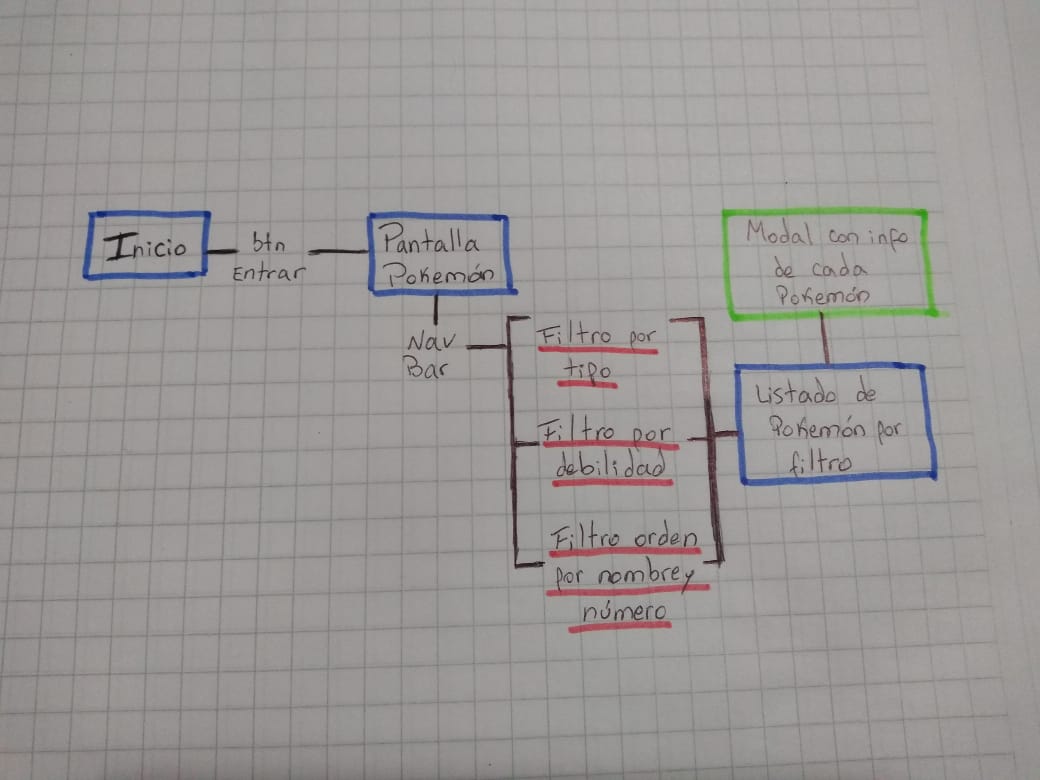 Inicio
btn
Entrar
Pantalla
Pokemón
Nav
Bar
Filtro por
tipo
Filtro por
debilidad
Filtro orden
por nombre y
número
Listado de
Pokemón por
filtro
Modal con info
de cada
Pokemón